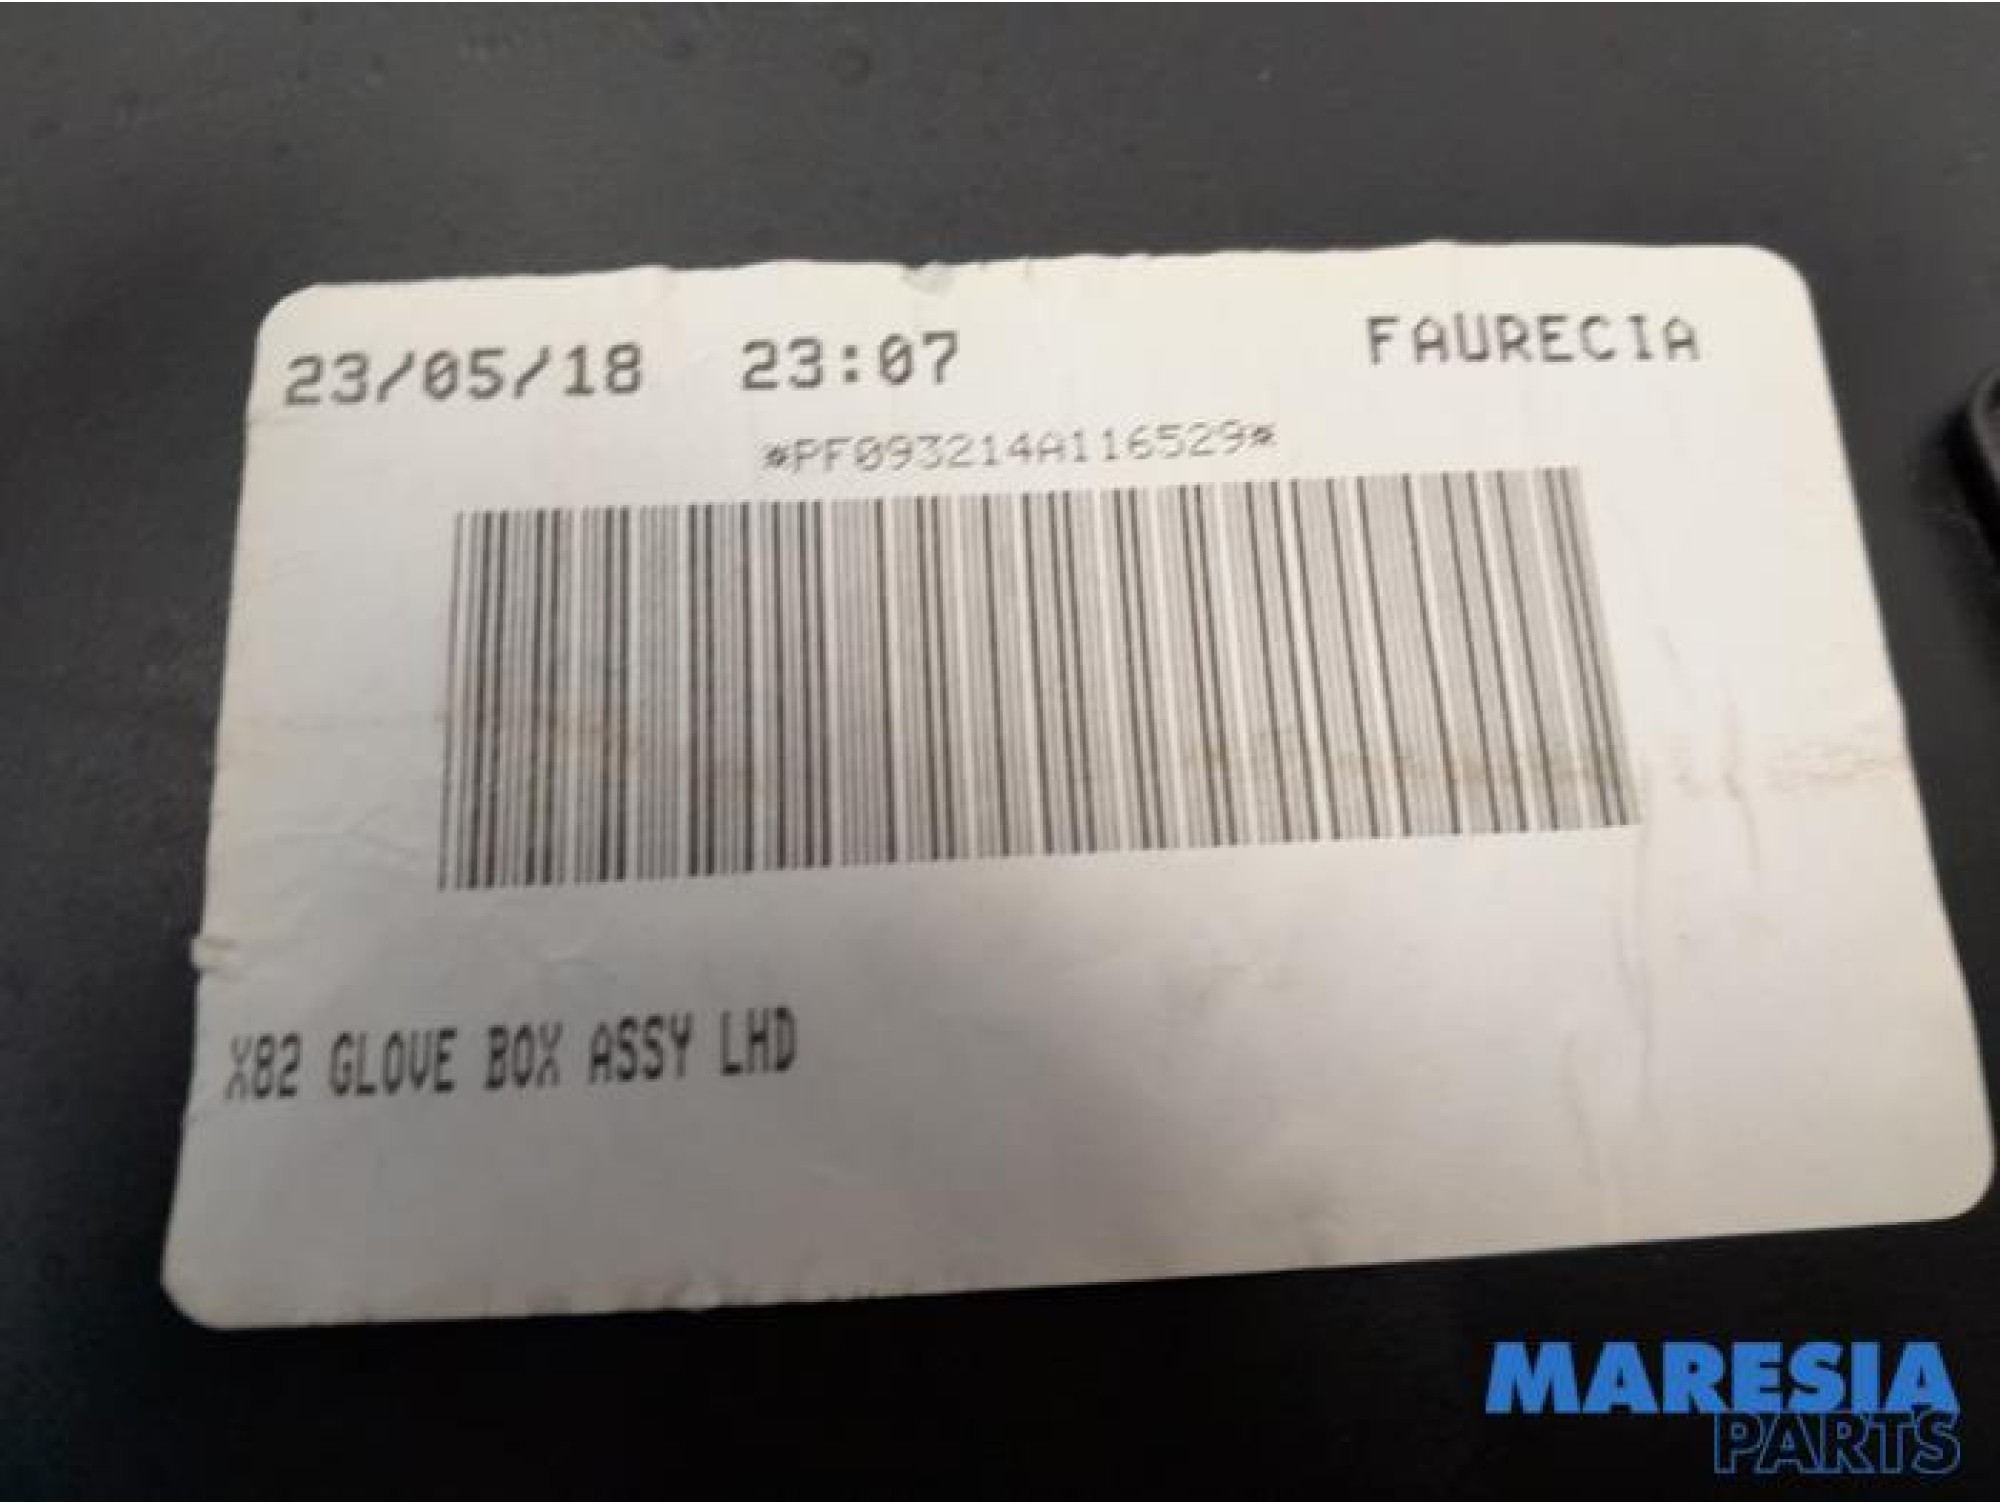 23/05/18 23:07 FAURECIA
*PF093214A116529*
X82 GLOVE BOX ASSY LHD
MARESIA
PARTS